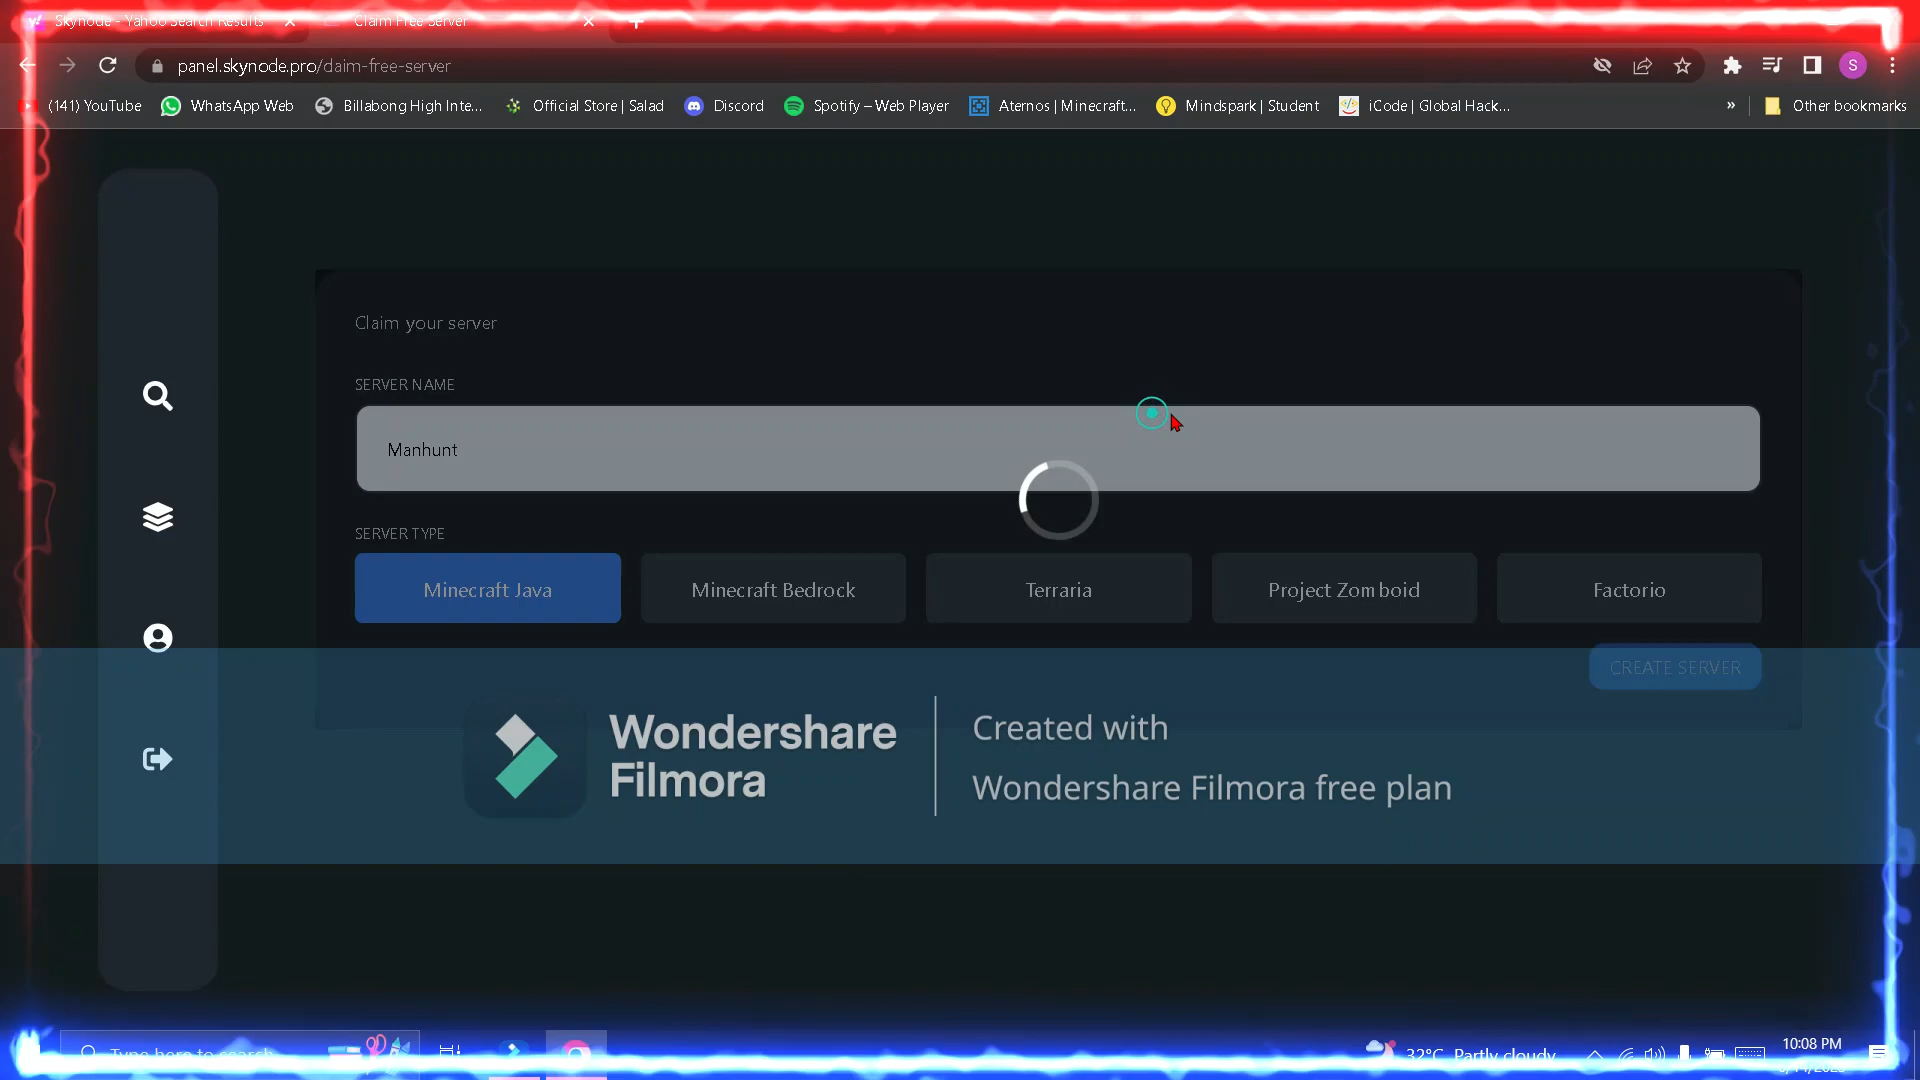 Skynode - Yahoo Search Results
Claim Free Server
panel.skynode.pro/claim-free-server
S
(141) YouTube
WhatsApp Web
Billabong High Inte...
Official Store | Salad
Discord
Spotify – Web Player
Aternos | Minecraft...
Mindspark | Student
iCode | Global Hack...
»
Other bookmarks
Claim your server
SERVER NAME
Manhunt
SERVER TYPE
Minecraft Java
Minecraft Bedrock
Terraria
Project Zomboid
Factorio
CREATE SERVER
Wondershare
Filmora
Created with
Wondershare Filmora free plan
Type here to search
32°C Partly cloudy
10:08 PM